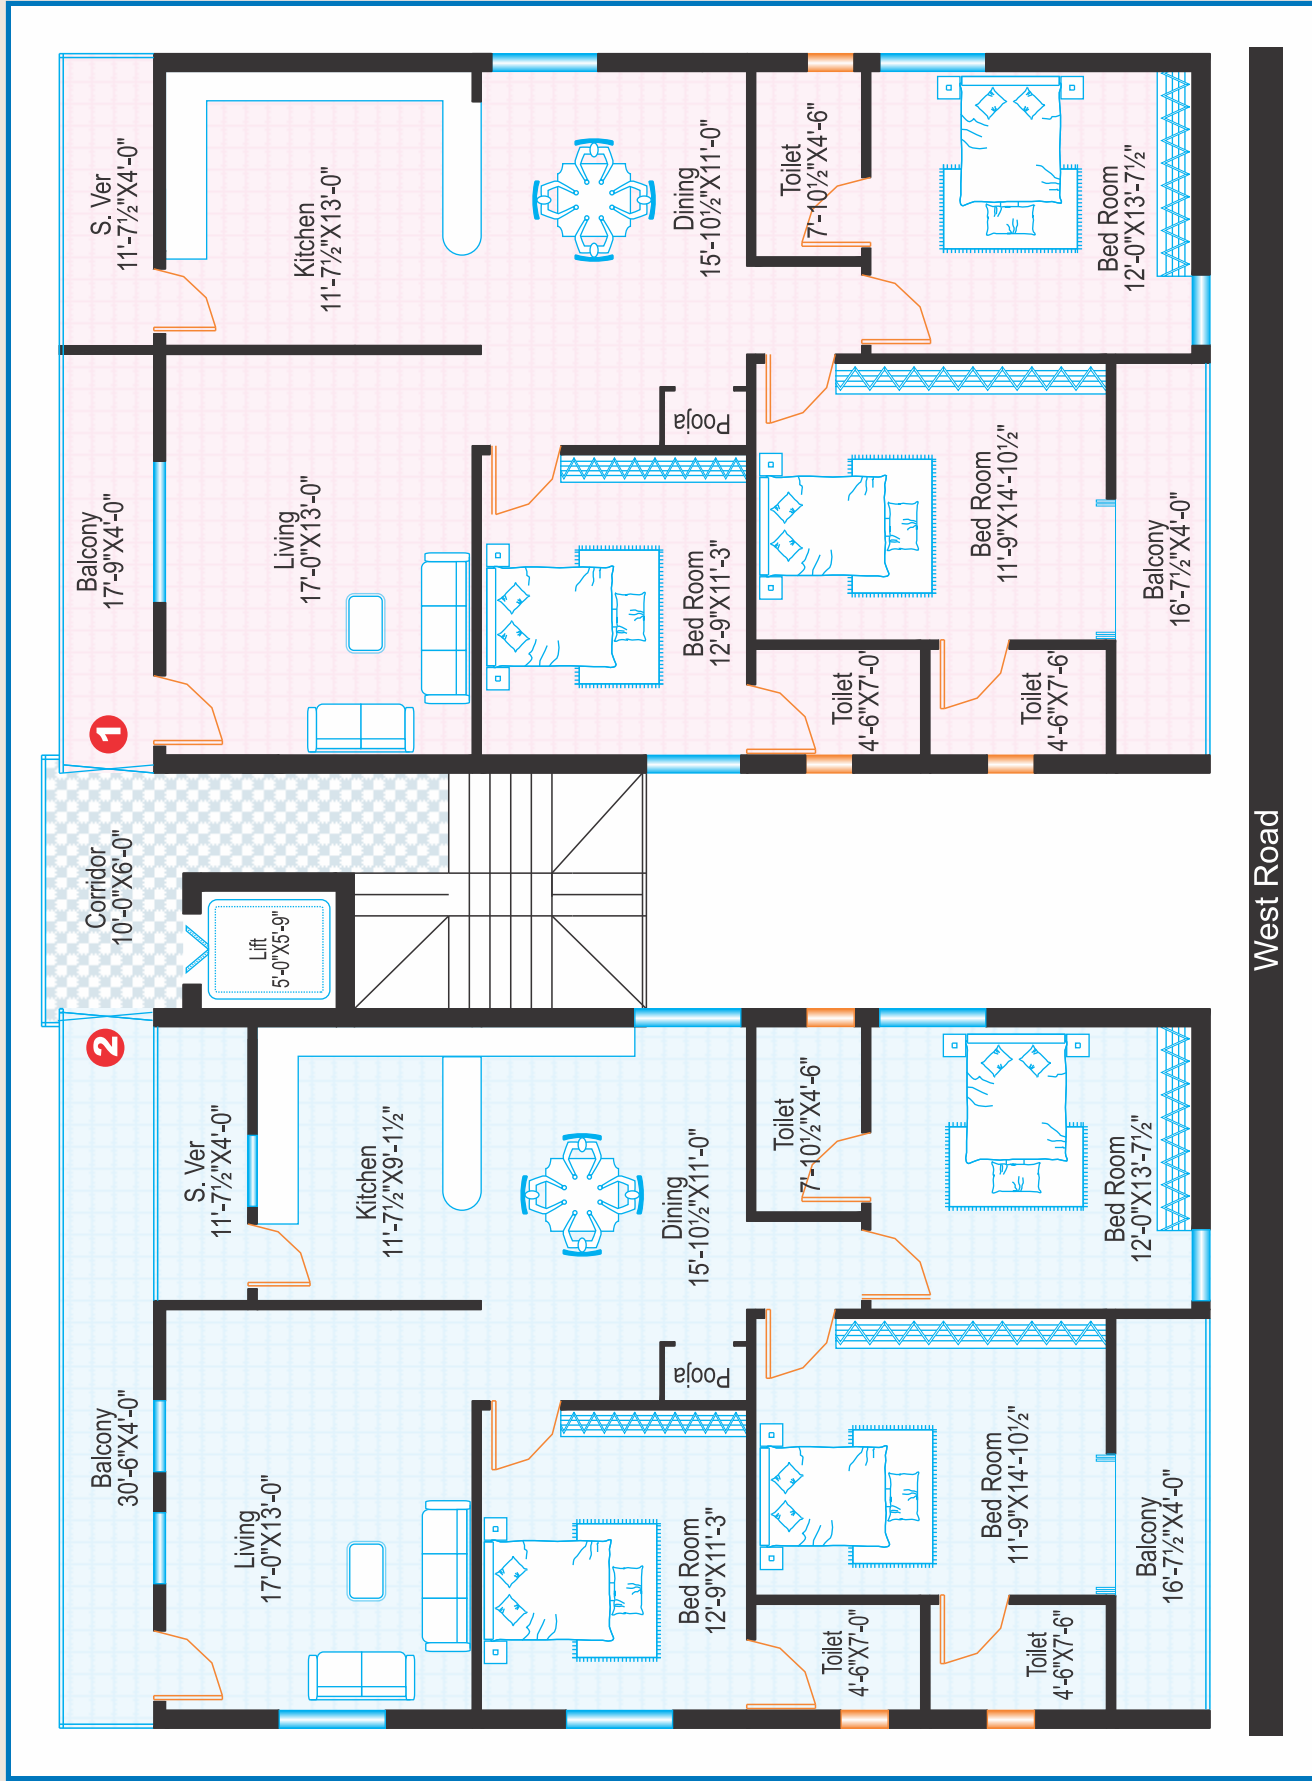 S. Ver
11'-7½"X4'-0"
Kitchen
11'-7½"X13'-0"
Dining
15'-10½"X11'-0"
Toilet
7'-10½"X4'-6"
Bed Room
12'-0"X13'-7½"
Balcony
17'-9"X4'-0"
Living
17'-0"X13'-0"
Pooja
Bed Room
12'-9"X11'-3"
Bed Room
11'-9"X14'-10½"
Balcony
16'-7½"X4'-0"
Toilet
4'-6"X7'-0'
Toilet
4'-6"X7'-6'
1
Corridor
10'-0"X6'-0"
Lift
5'-0"X5'-9"
West Road
2
S. Ver
11'-7½"X4'-0"
Kitchen
11'-7½"X9'-1½"
Dining
15'-10½"X11'-0"
Toilet
7'-10½"X4'-6"
Bed Room
12'-0"X13'-7½"
Balcony
30'-6"X4'-0"
Living
17'-0"X13'-0"
Pooja
Bed Room
12'-9"X11'-3"
Bed Room
11'-9"X14'-10½"
Balcony
16'-7½"X4'-0"
Toilet
4'-6"X7'-0"
Toilet
4'-6"X7'-6"